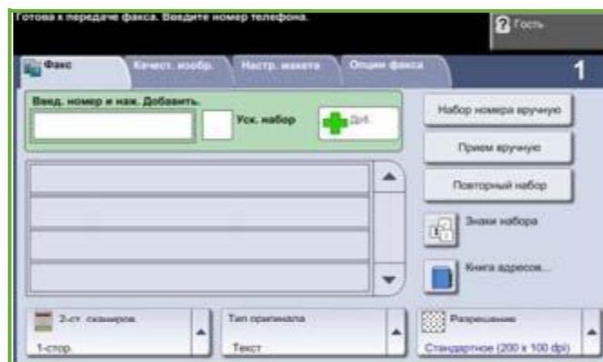 Готова к передаче факса. Введите номер телефона.
Гость
Факс
Качест. изобр.
Настр. макета
Опции факса
1
Введ. номер и наж. Добавить.
Уск. набор
Доб.
Набор номера вручную
Прием вручную
Повторный набор
Знаки набора
Книга адресов...
2-ст. сканиров.
1-стор.
Тип оригинала
Текст
Разрешение
Стандартное (200 x 100 dpi)